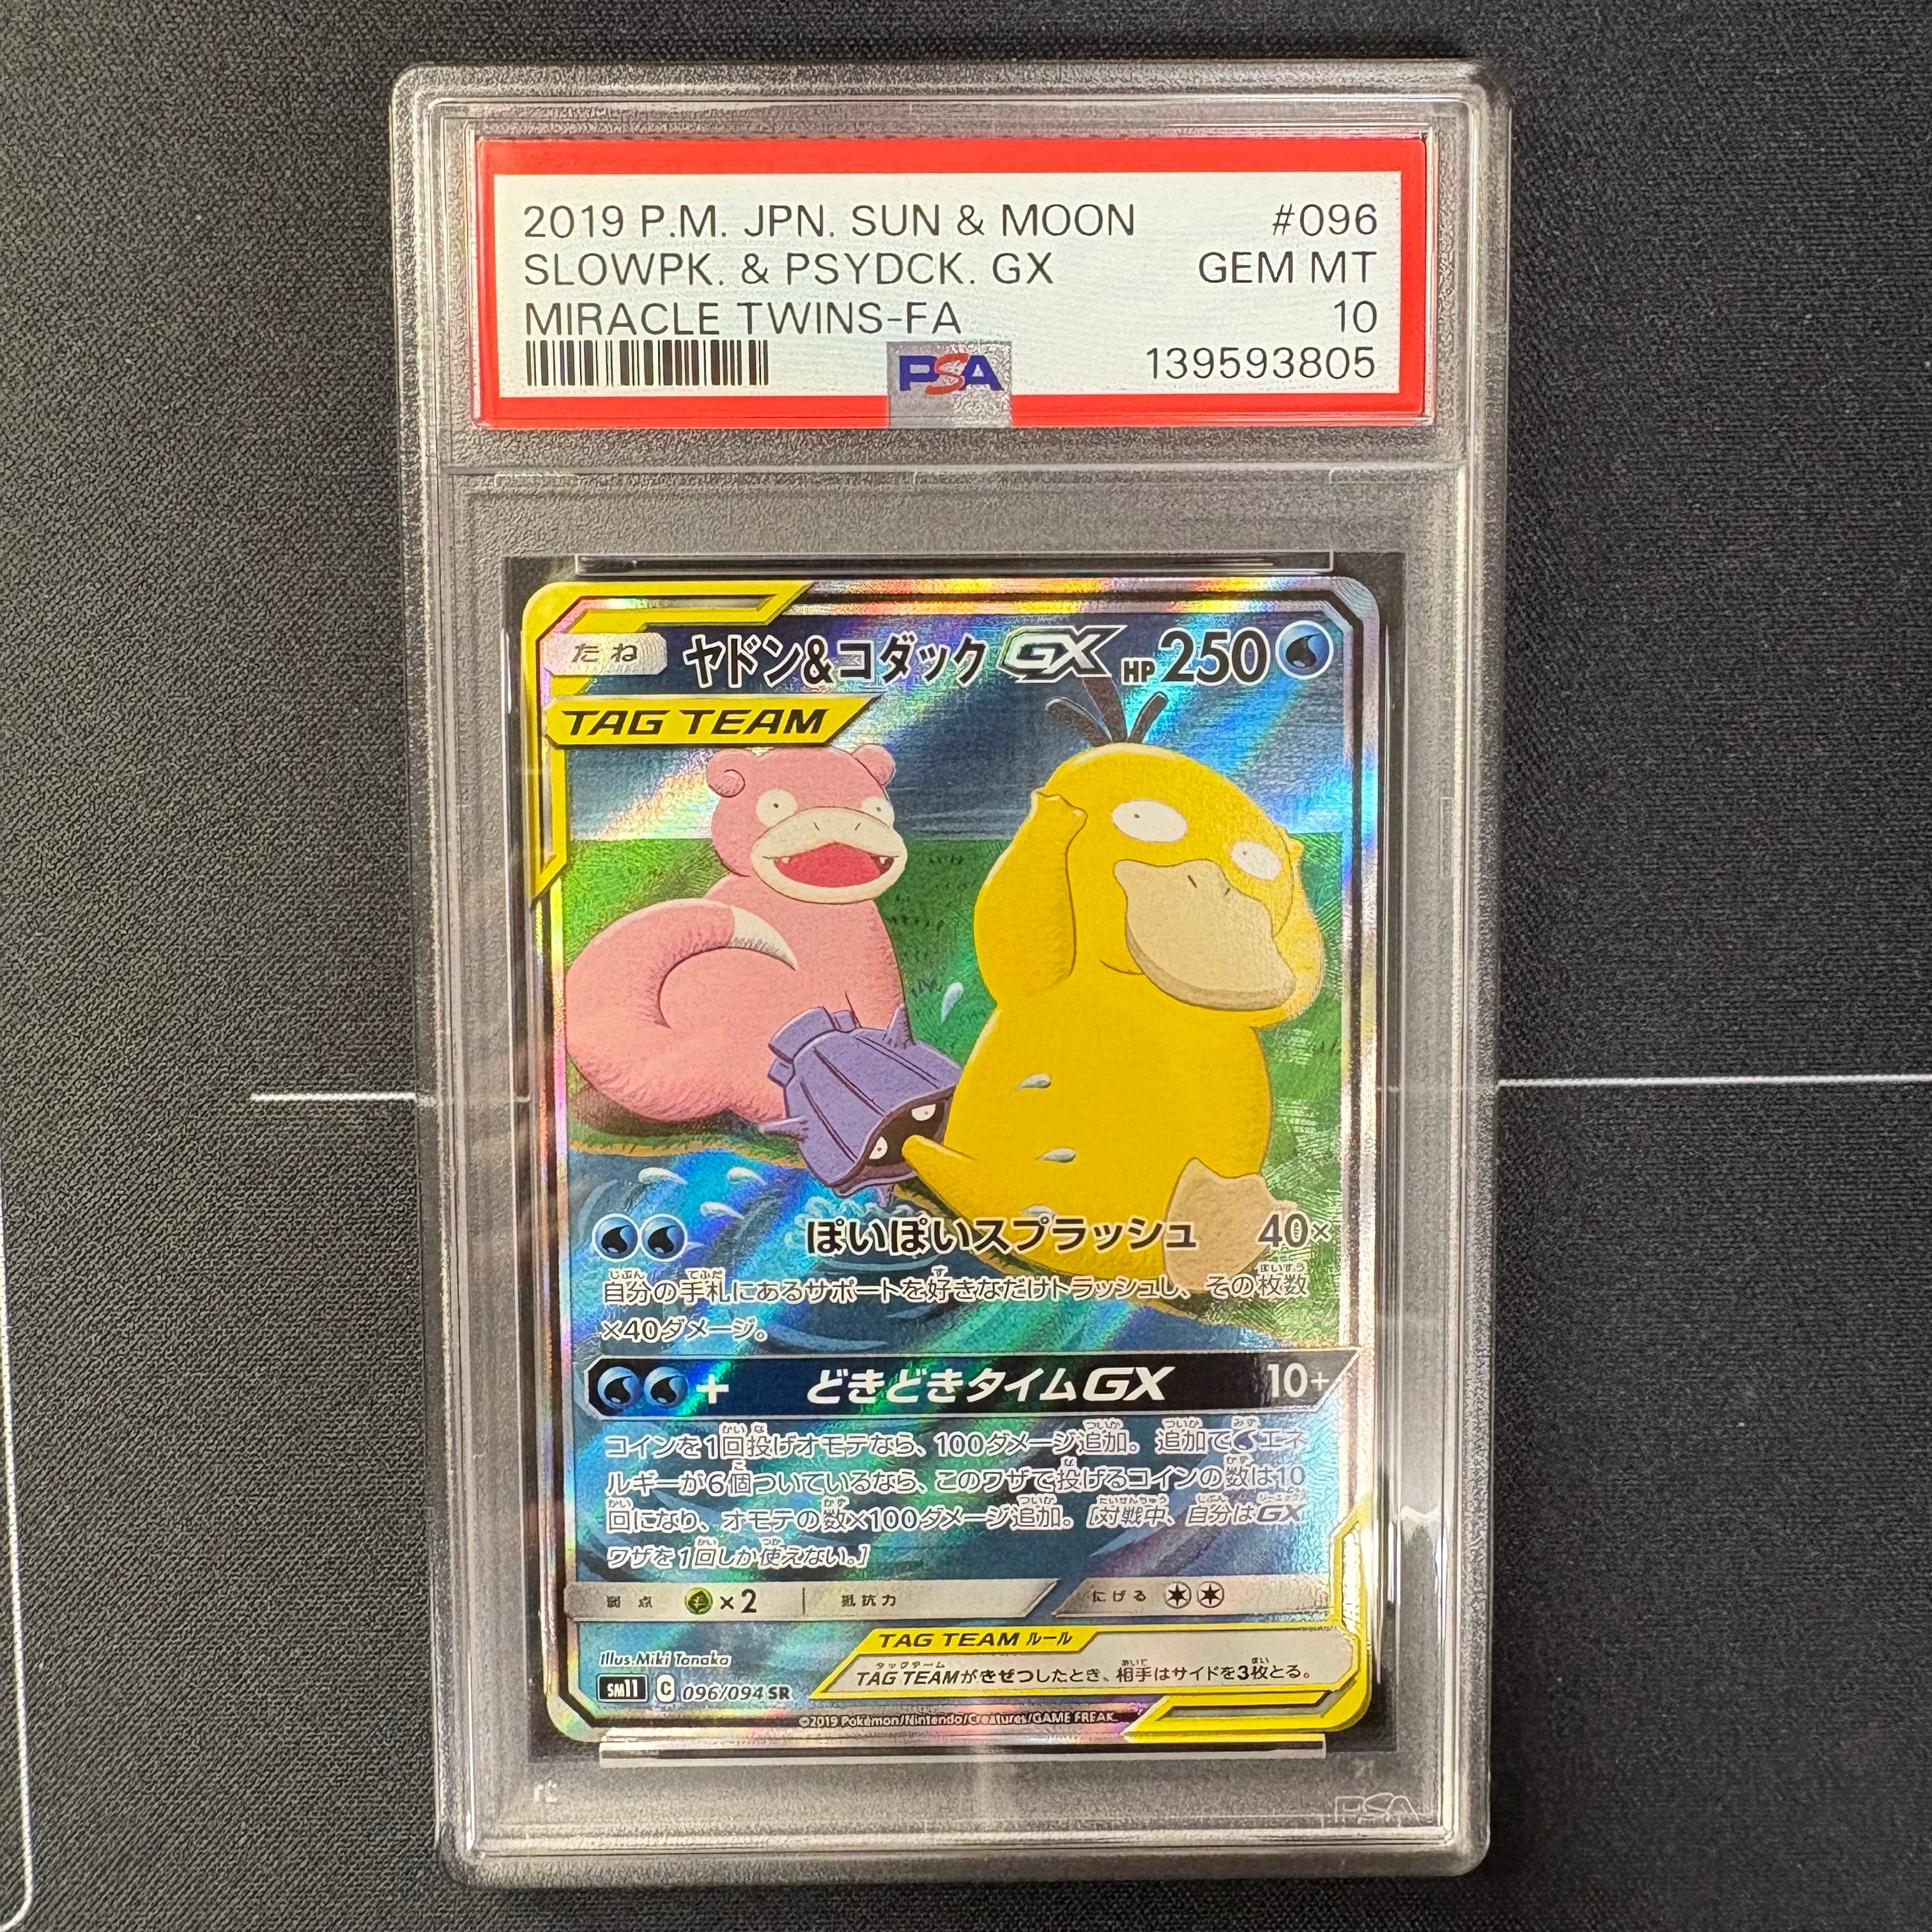 2019 P.M. JPN. SUN & MOON #096
SLOWPK. & PSYDCK. GX GEM MT
MIRACLE TWINS-FA 10
PSA 139593805
たね ヤドン&コダック GX HP 250
TAG TEAM
ぽいぽいスプラッシュ 40×
自分の手札にあるサポートを好きなだけトラッシュし、その枚数
×40ダメージ。
+ どきどきタイムGX 10+
コインを1回投げオモテなら、100ダメージ追加。追加でエネ
ルギーが6個ついているなら、このワザで投げるコインの数は10
回になり、オモテの数×100ダメージ追加。[対戦中、自分はGX
ワザを1回しか使えない。]
弱点 ×2 抵抗力 にげる
TAG TEAM ルール
TAG TEAMがきぜつしたとき、相手はサイドを3枚とる。
Illus.Miki Tanaka
SM11 C 096/094 SR
©2019 Pokémon/Nintendo/Creatures/GAME FREAK.
PSA